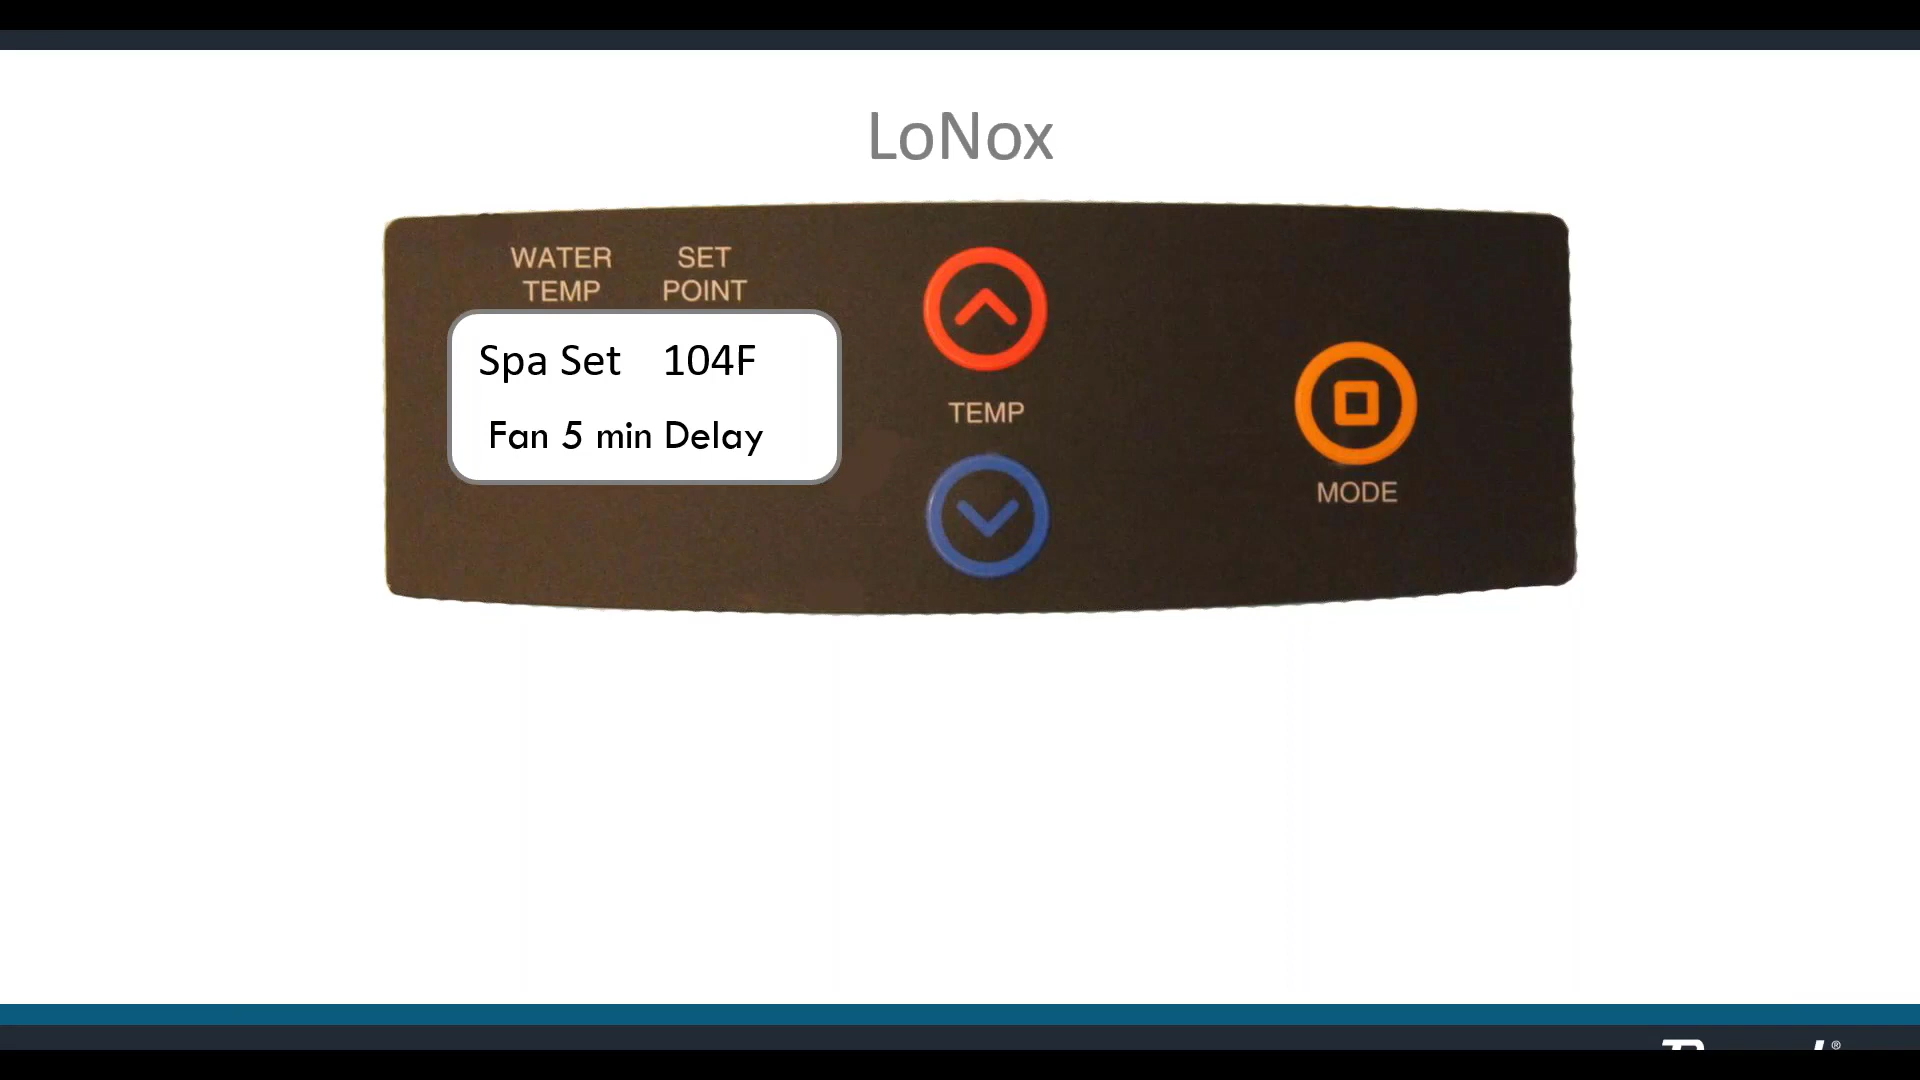 LoNox
WATER TEMP
SET POINT
Spa Set 104F
Fan 5 min Delay
TEMP
MODE
®